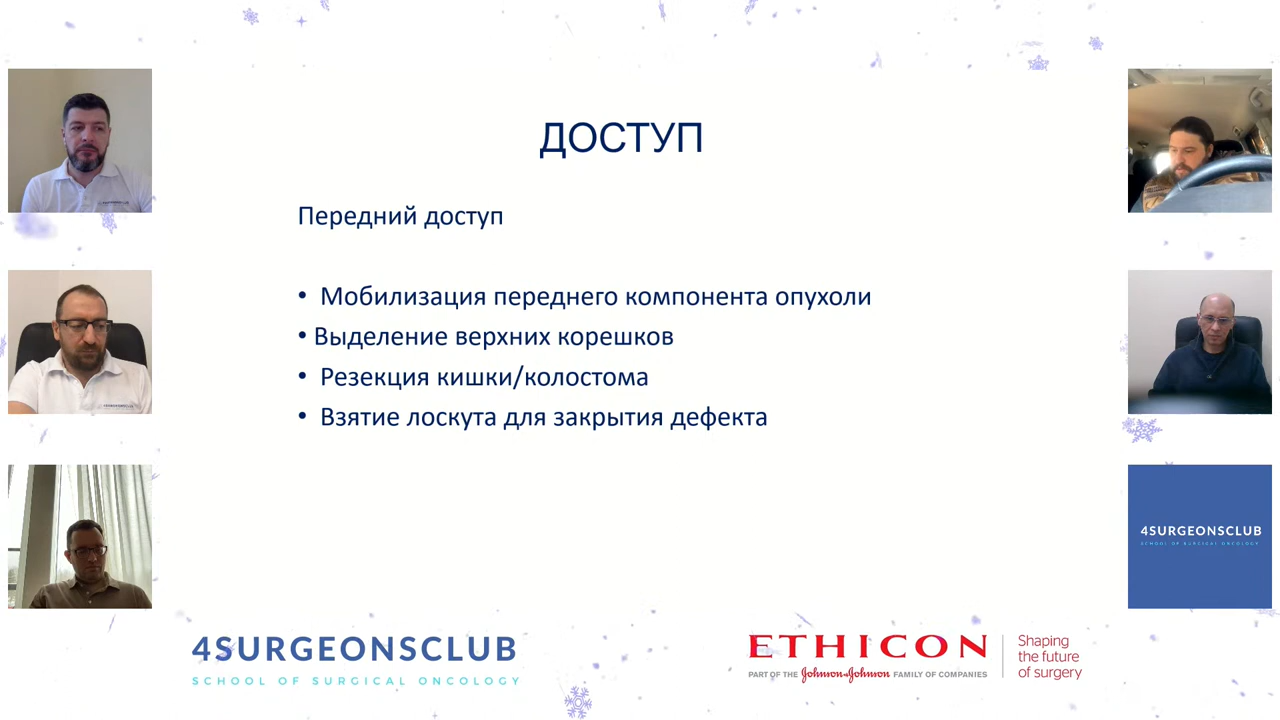 ДОСТУП
Передний доступ
• Мобилизация переднего компонента опухоли
• Выделение верхних корешков
• Резекция кишки/колостома
• Взятие лоскута для закрытия дефекта
4SURGEONSCLUB
SCHOOL OF SURGICAL ONCOLOGY
4SURGEONSCLUB
SCHOOL OF SURGICAL ONCOLOGY
ETHICON
PART OF THE Johnson & Johnson FAMILY OF COMPANIES
Shaping
the future
of surgery